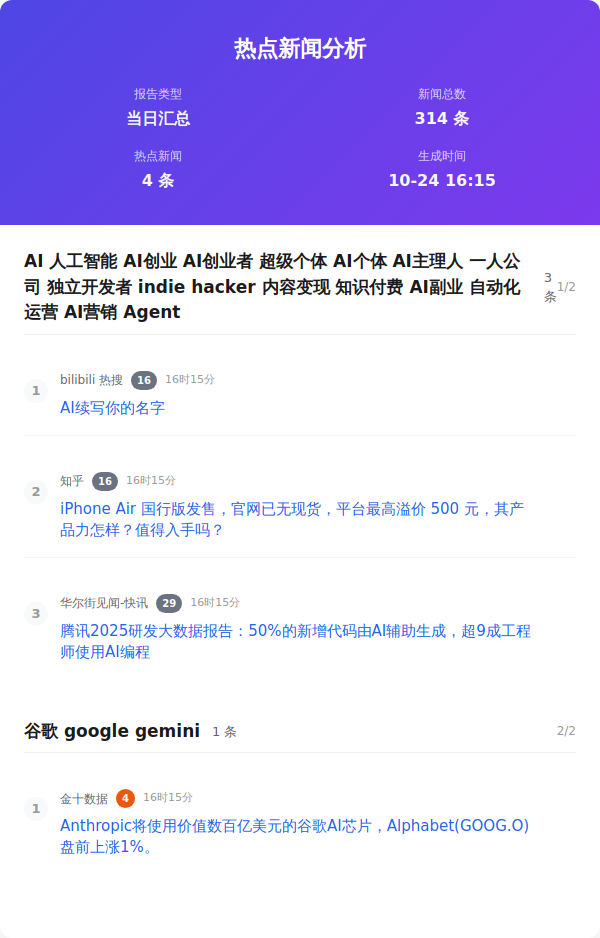 热点新闻分析
报告类型
新闻总数
当日汇总
314 条
热点新闻
生成时间
4 条
10-24 16:15
AI 人工智能 AI创业 AI创业者 超级个体 AI个体 AI主理人 一人公
司 独立开发者 indie hacker 内容变现 知识付费 AI副业 自动化
运营 AI营销 Agent
3
条
1/2
1
bilibili 热搜 16 16时15分
AI续写你的名字
2
知乎 16 16时15分
iPhone Air 国行版发售，官网已无现货，平台最高溢价 500 元，其产
品力怎样？值得入手吗？
3
华尔街见闻-快讯 29 16时15分
腾讯2025研发大数据报告：50%的新增代码由AI辅助生成，超9成工程
师使用AI编程
谷歌 google gemini 1 条 2/2
1
金十数据 4 16时15分
Anthropic将使用价值数百亿美元的谷歌AI芯片，Alphabet(GOOG.O)
盘前上涨1%。